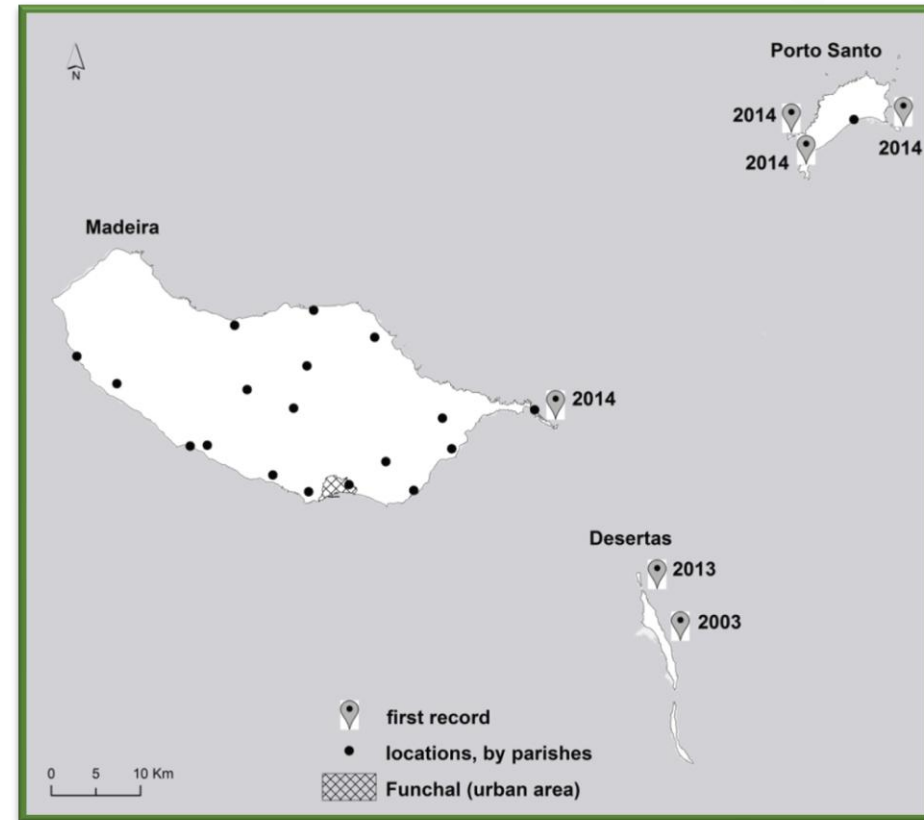 Porto Santo
2014
2014
2014
N
Madeira
2014
Desertas
2013
2003
first record
locations, by parishes
Funchal (urban area)
0 5 10 Km